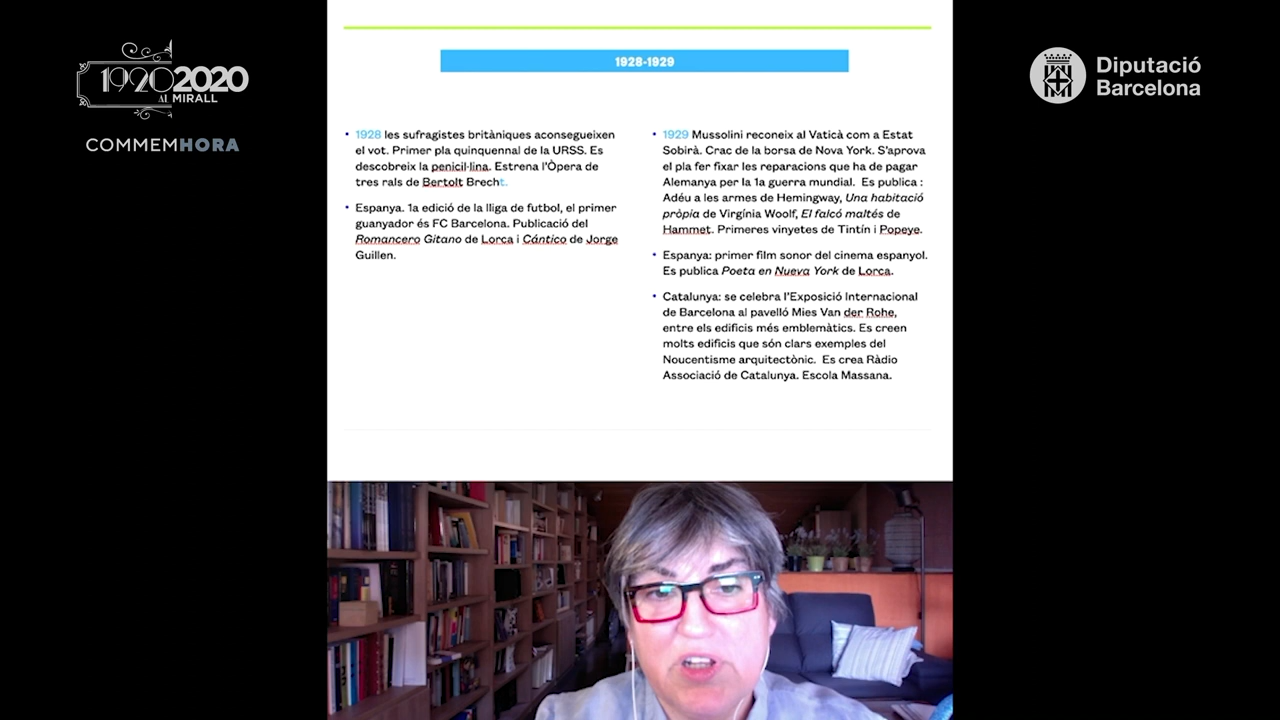 1920 2020
AL MIRALL
COMMEMHORA
Diputació
Barcelona
1928-1929
• 1928 les sufragistes britàniques aconsegueixen
el vot. Primer pla quinquennal de la URSS. Es
descobreix la penicil·lina. Estrena l'Òpera de
tres rals de Bertolt Brecht.
• Espanya. 1a edició de la lliga de futbol, el primer
guanyador és FC Barcelona. Publicació del
Romancero Gitano de Lorca i Cántico de Jorge
Guillen.
• 1929 Mussolini reconeix al Vaticà com a Estat
Sobirà. Crac de la borsa de Nova York. S'aprova
el pla fer fixar les reparacions que ha de pagar
Alemanya per la 1a guerra mundial.  Es publica :
Adéu a les armes de Hemingway, Una habitació
pròpia de Virgínia Woolf, El falcó maltés de
Hammet. Primeres vinyetes de Tintín i Popeye.
• Espanya: primer film sonor del cinema espanyol.
Es publica Poeta en Nueva York de Lorca.
• Catalunya: se celebra l'Exposició Internacional
de Barcelona al pavelló Mies Van der Rohe,
entre els edificis més emblemàtics. Es creen
molts edificis que són clars exemples del
Noucentisme arquitectònic.  Es crea Ràdio
Associació de Catalunya. Escola Massana.